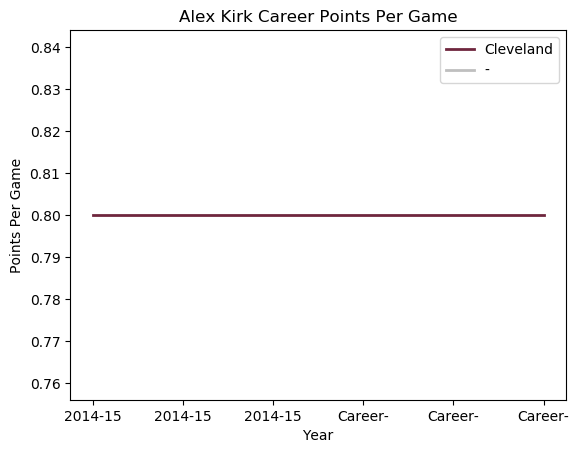 Alex Kirk Career Points Per Game
Cleveland
-
Points Per Game
0.84
0.83
0.82
0.81
0.80
0.79
0.78
0.77
0.76
2014-15 2014-15 2014-15 Career- Career- Career-
Year